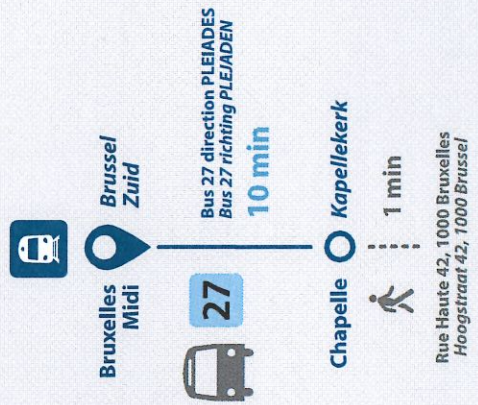 Bruxelles
Midi
Brussel
Zuid
27
Bus 27 direction PLEIADES
Bus 27 richting PLEJADEN
10 min
Chapelle
Kapellekerk
1 min
Rue Haute 42, 1000 Bruxelles
Hoogstraat 42, 1000 Brussel